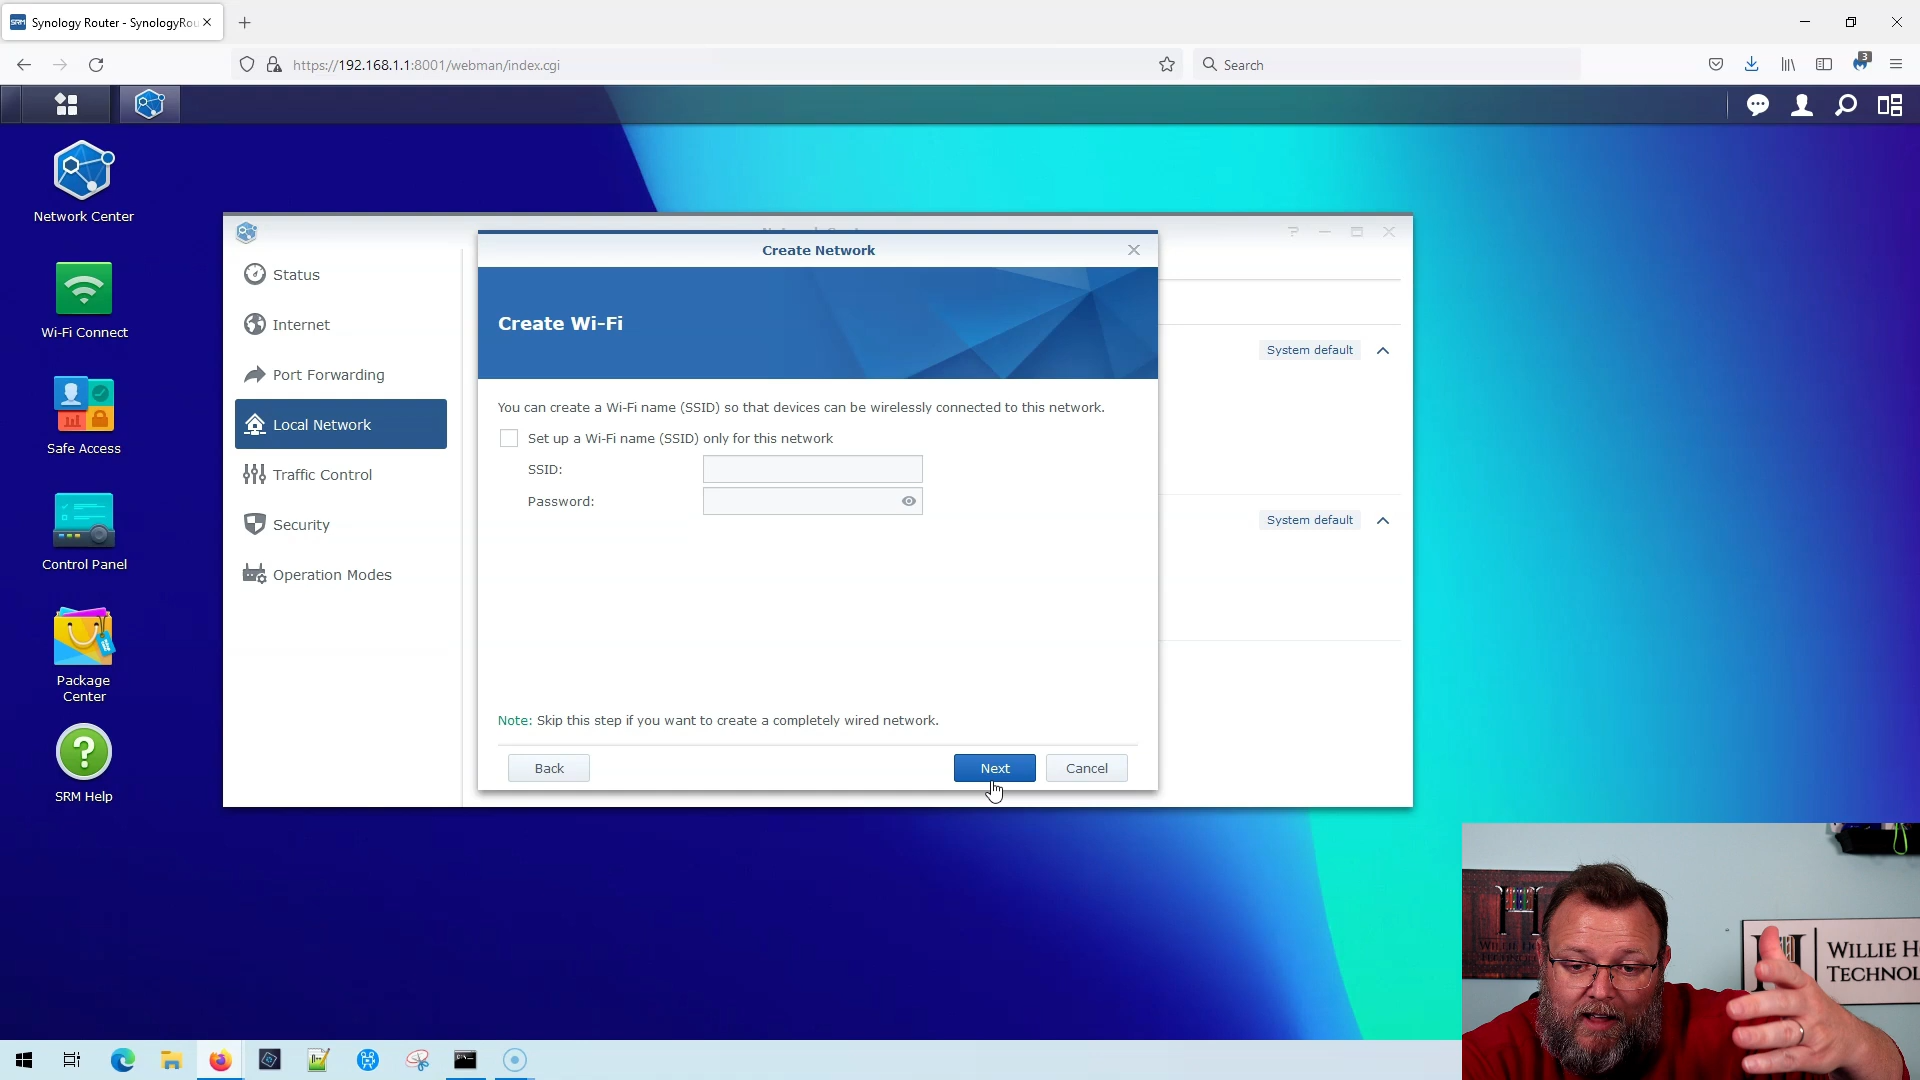 Synology Router - SynologyRou
https://192.168.1.1:8001/webman/index.cgi
Search
3
Network Center
Wi-Fi Connect
Safe Access
Control Panel
Package
Center
SRM Help
Status
Internet
Port Forwarding
Local Network
Traffic Control
Security
Operation Modes
Create Network
Create Wi-Fi
You can create a Wi-Fi name (SSID) so that devices can be wirelessly connected to this network.
Set up a Wi-Fi name (SSID) only for this network
SSID:
Password:
Note: Skip this step if you want to create a completely wired network.
Back
Next
Cancel
System default
System default
WILLIE H
TECHNOL